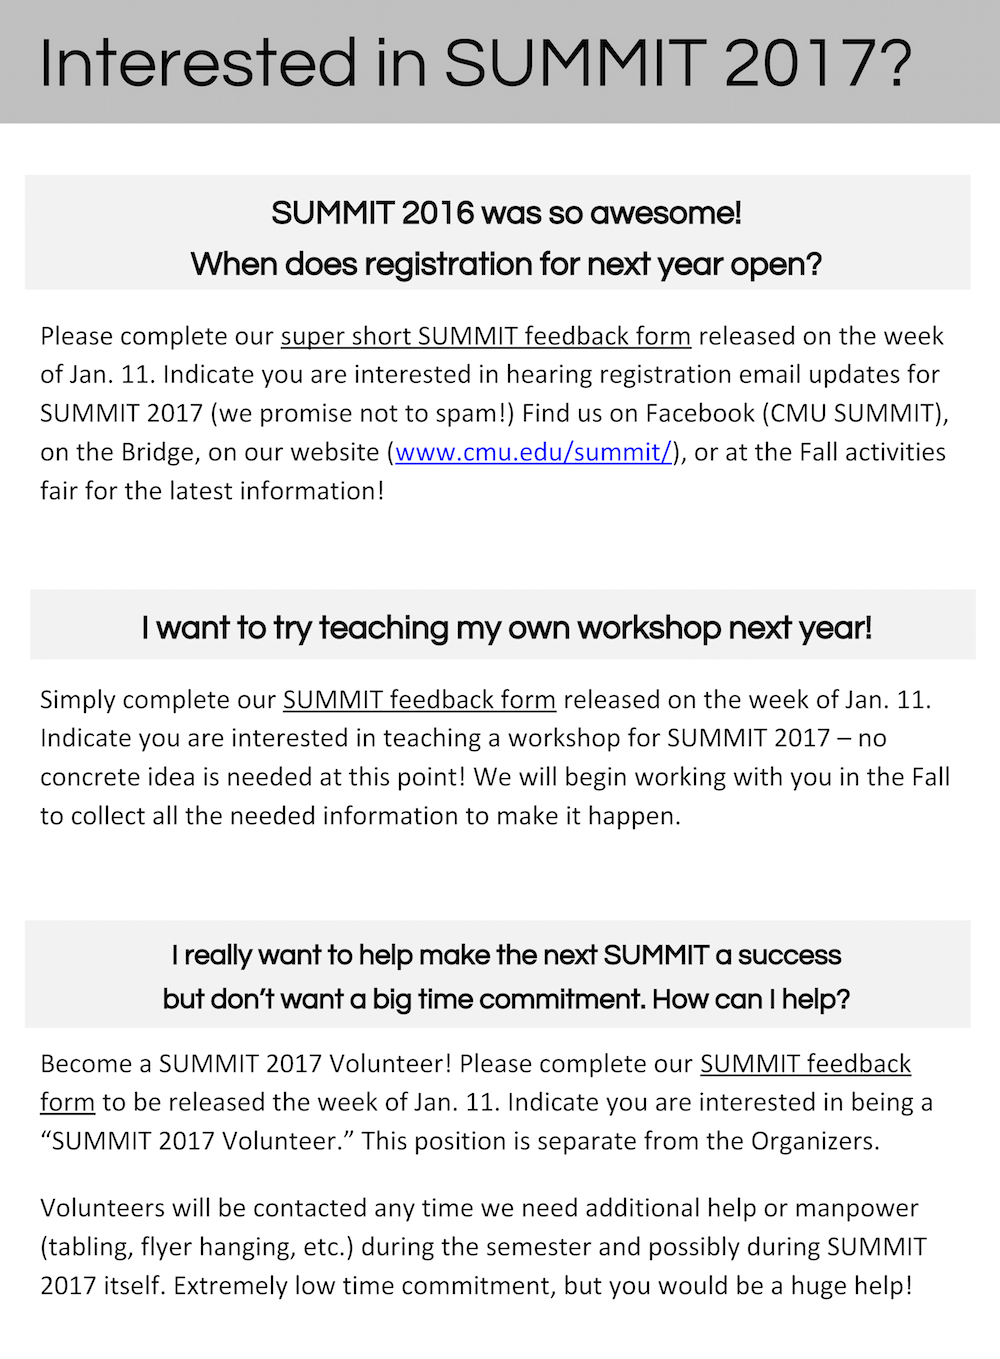 Interested in SUMMIT 2017?
SUMMIT 2016 was so awesome!
When does registration for next year open?
Please complete our super short SUMMIT feedback form released on the week
of Jan. 11. Indicate you are interested in hearing registration email updates for
SUMMIT 2017 (we promise not to spam!) Find us on Facebook (CMU SUMMIT),
on the Bridge, on our website (www.cmu.edu/summit/), or at the Fall activities
fair for the latest information!
I want to try teaching my own workshop next year!
Simply complete our SUMMIT feedback form released on the week of Jan. 11.
Indicate you are interested in teaching a workshop for SUMMIT 2017 – no
concrete idea is needed at this point! We will begin working with you in the Fall
to collect all the needed information to make it happen.
I really want to help make the next SUMMIT a success
but don’t want a big time commitment. How can I help?
Become a SUMMIT 2017 Volunteer! Please complete our SUMMIT feedback
form to be released the week of Jan. 11. Indicate you are interested in being a
“SUMMIT 2017 Volunteer.” This position is separate from the Organizers.
Volunteers will be contacted any time we need additional help or manpower
(tabling, flyer hanging, etc.) during the semester and possibly during SUMMIT
2017 itself. Extremely low time commitment, but you would be a huge help!